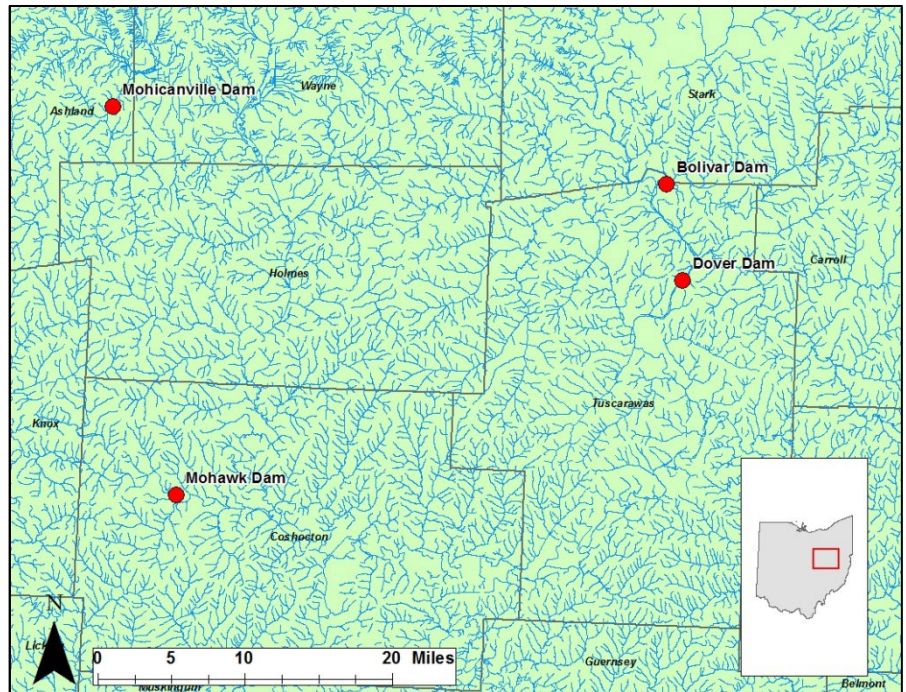 Wayne
Mohicanville Dam
Stark
Ashland
Bolivar Dam
Carroll
Dover Dam
Holmes
Tuscarawas
Knox
Mohawk Dam
Coshocton
N
0 5 10 20 Miles
Guernsey
Belmont